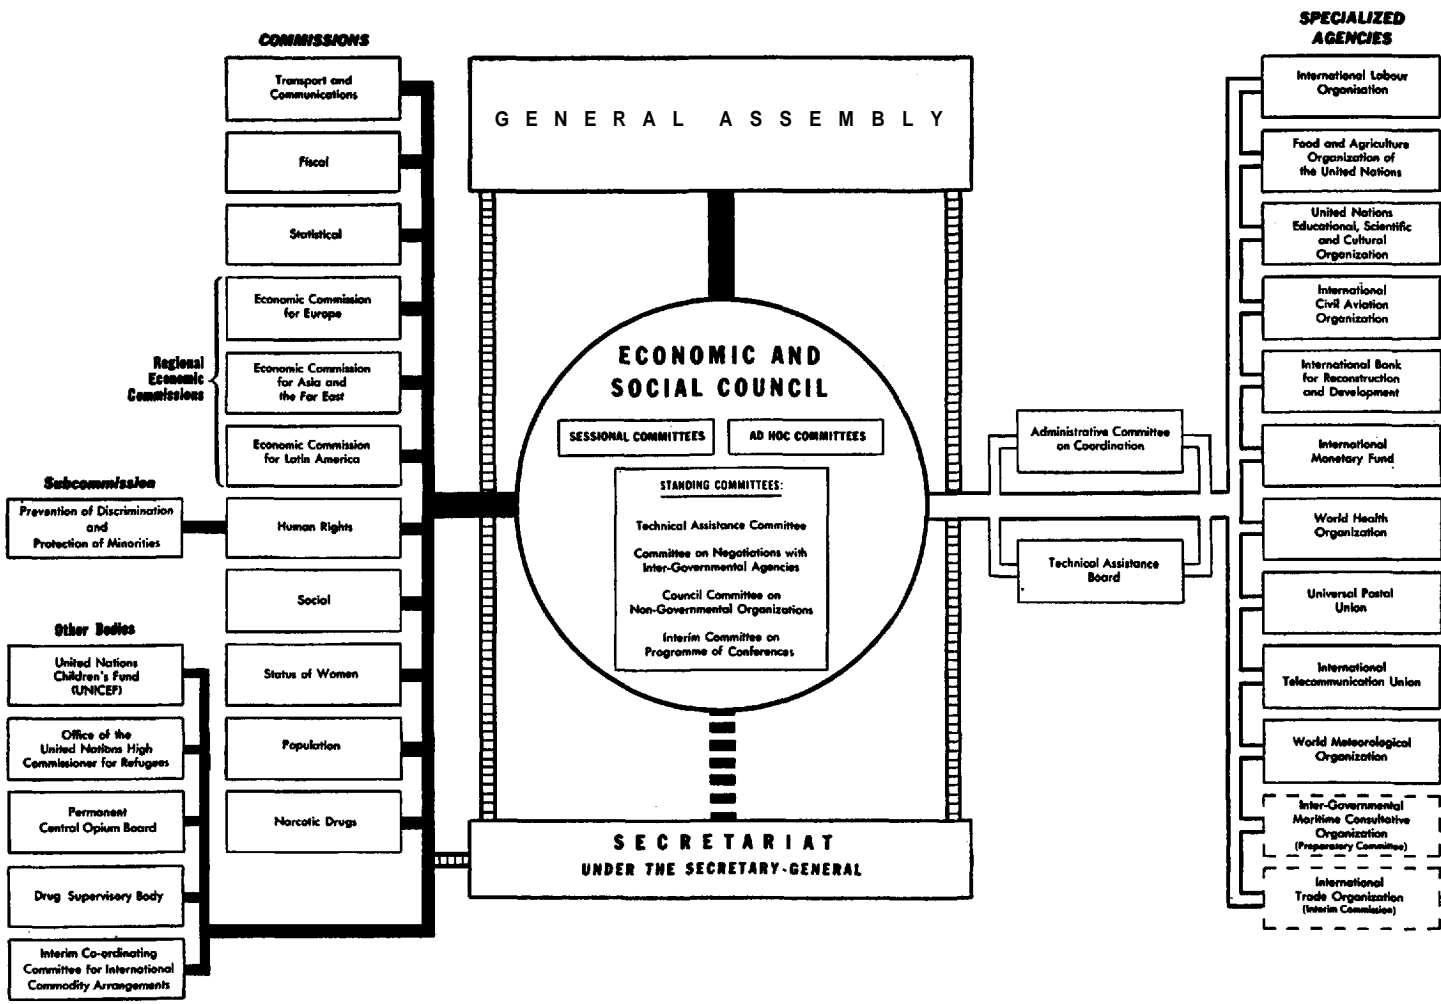 COMMISSIONS
Transport and
Communications
Fiscal
Statistical
Economic Commission
for Europe
Economic Commission
for Asia and
the Far East
Economic Commission
for Latin America
Regional
Economic
Commissions
Human Rights
Social
Status of Women
Population
Narcotic Drugs
Subcommission
Prevention of Discrimination
and
Protection of Minorities
Other Bodies
United Nations
Children's Fund
(UNICEF)
Office of the
United Nations High
Commissioner for Refugees
Permanent
Central Opium Board
Drug Supervisory Body
Interim Co-ordinating
Committee for International
Commodity Arrangements
GENERAL ASSEMBLY
ECONOMIC AND
SOCIAL COUNCIL
SESSIONAL COMMITTEES
AD HOC COMMITTEES
STANDING COMMITTEES:
Technical Assistance Committee
Committee on Negotiations with
Inter-Governmental Agencies
Council Committee on
Non-Governmental Organizations
Interim Committee on
Programme of Conferences
SECRETARIAT
UNDER THE SECRETARY-GENERAL
Administrative Committee
on Coordination
Technical Assistance
Board
SPECIALIZED
AGENCIES
International Labour
Organisation
Food and Agriculture
Organization of
the United Nations
United Nations
Educational, Scientific
and Cultural
Organization
International
Civil Aviation
Organization
International Bank
for Reconstruction
and Development
International
Monetary Fund
World Health
Organization
Universal Postal
Union
International
Telecommunication Union
World Meteorological
Organization
Inter-Governmental
Maritime Consultative
Organization
(Preparatory Committee)
International
Trade Organization
(Interim Commission)